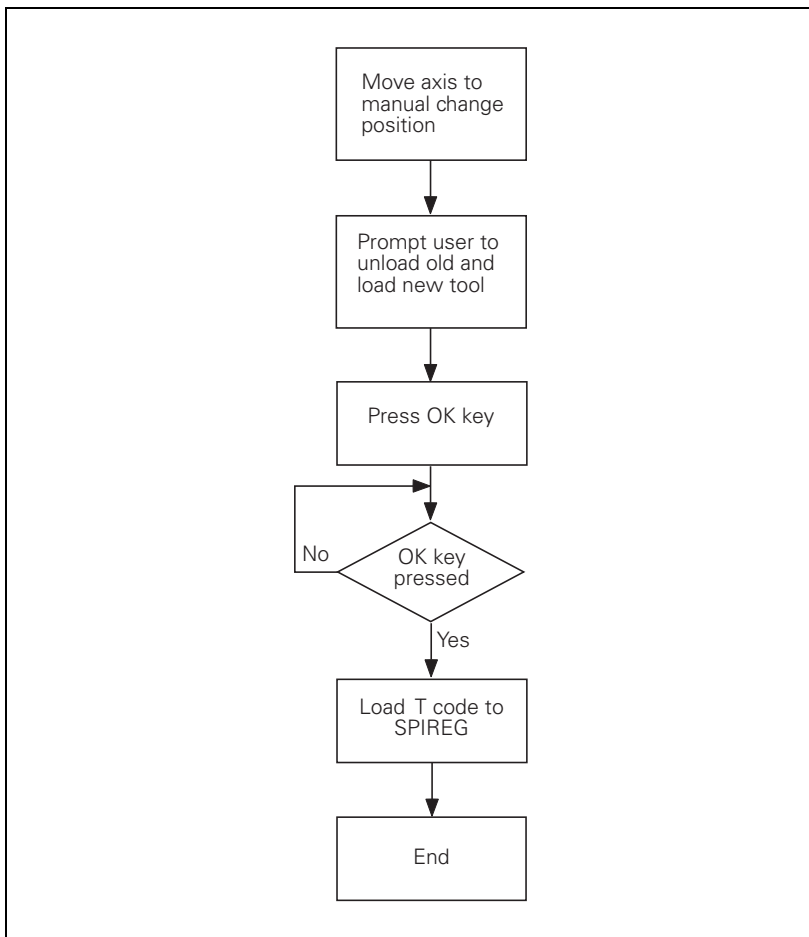 Move axis to
manual change
position
Prompt user to
unload old and
load new tool
Press OK key
No
OK key
pressed
Yes
Load T code to
SPIREG
End